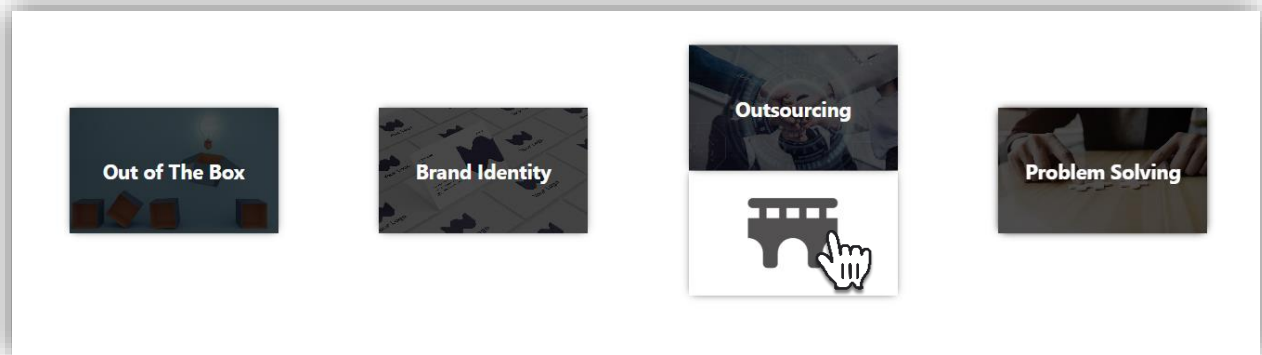 Out of The Box
Brand Identity
Outsourcing
Problem Solving